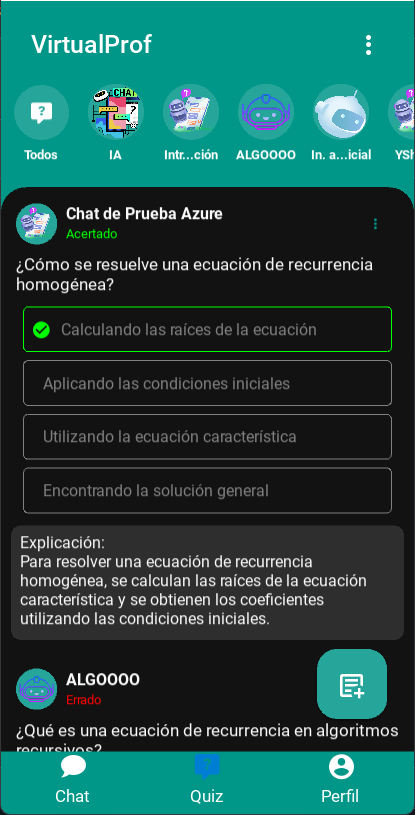 VirtualProf
CHAT
Todos
IA
Intr...ción
ALGOOOO
In. a...icial
YSh
Chat de Prueba Azure
Acertado
¿Cómo se resuelve una ecuación de recurrencia
homogénea?
Calculando las raíces de la ecuación
Aplicando las condiciones iniciales
Utilizando la ecuación característica
Encontrando la solución general
Explicación:
Para resolver una ecuación de recurrencia
homogénea, se calculan las raíces de la ecuación
característica y se obtienen los coeficientes
utilizando las condiciones iniciales.
ALGOOOO
Errado
¿Qué es una ecuación de recurrencia en algoritmos
recursivos?
Chat
Quiz
Perfil